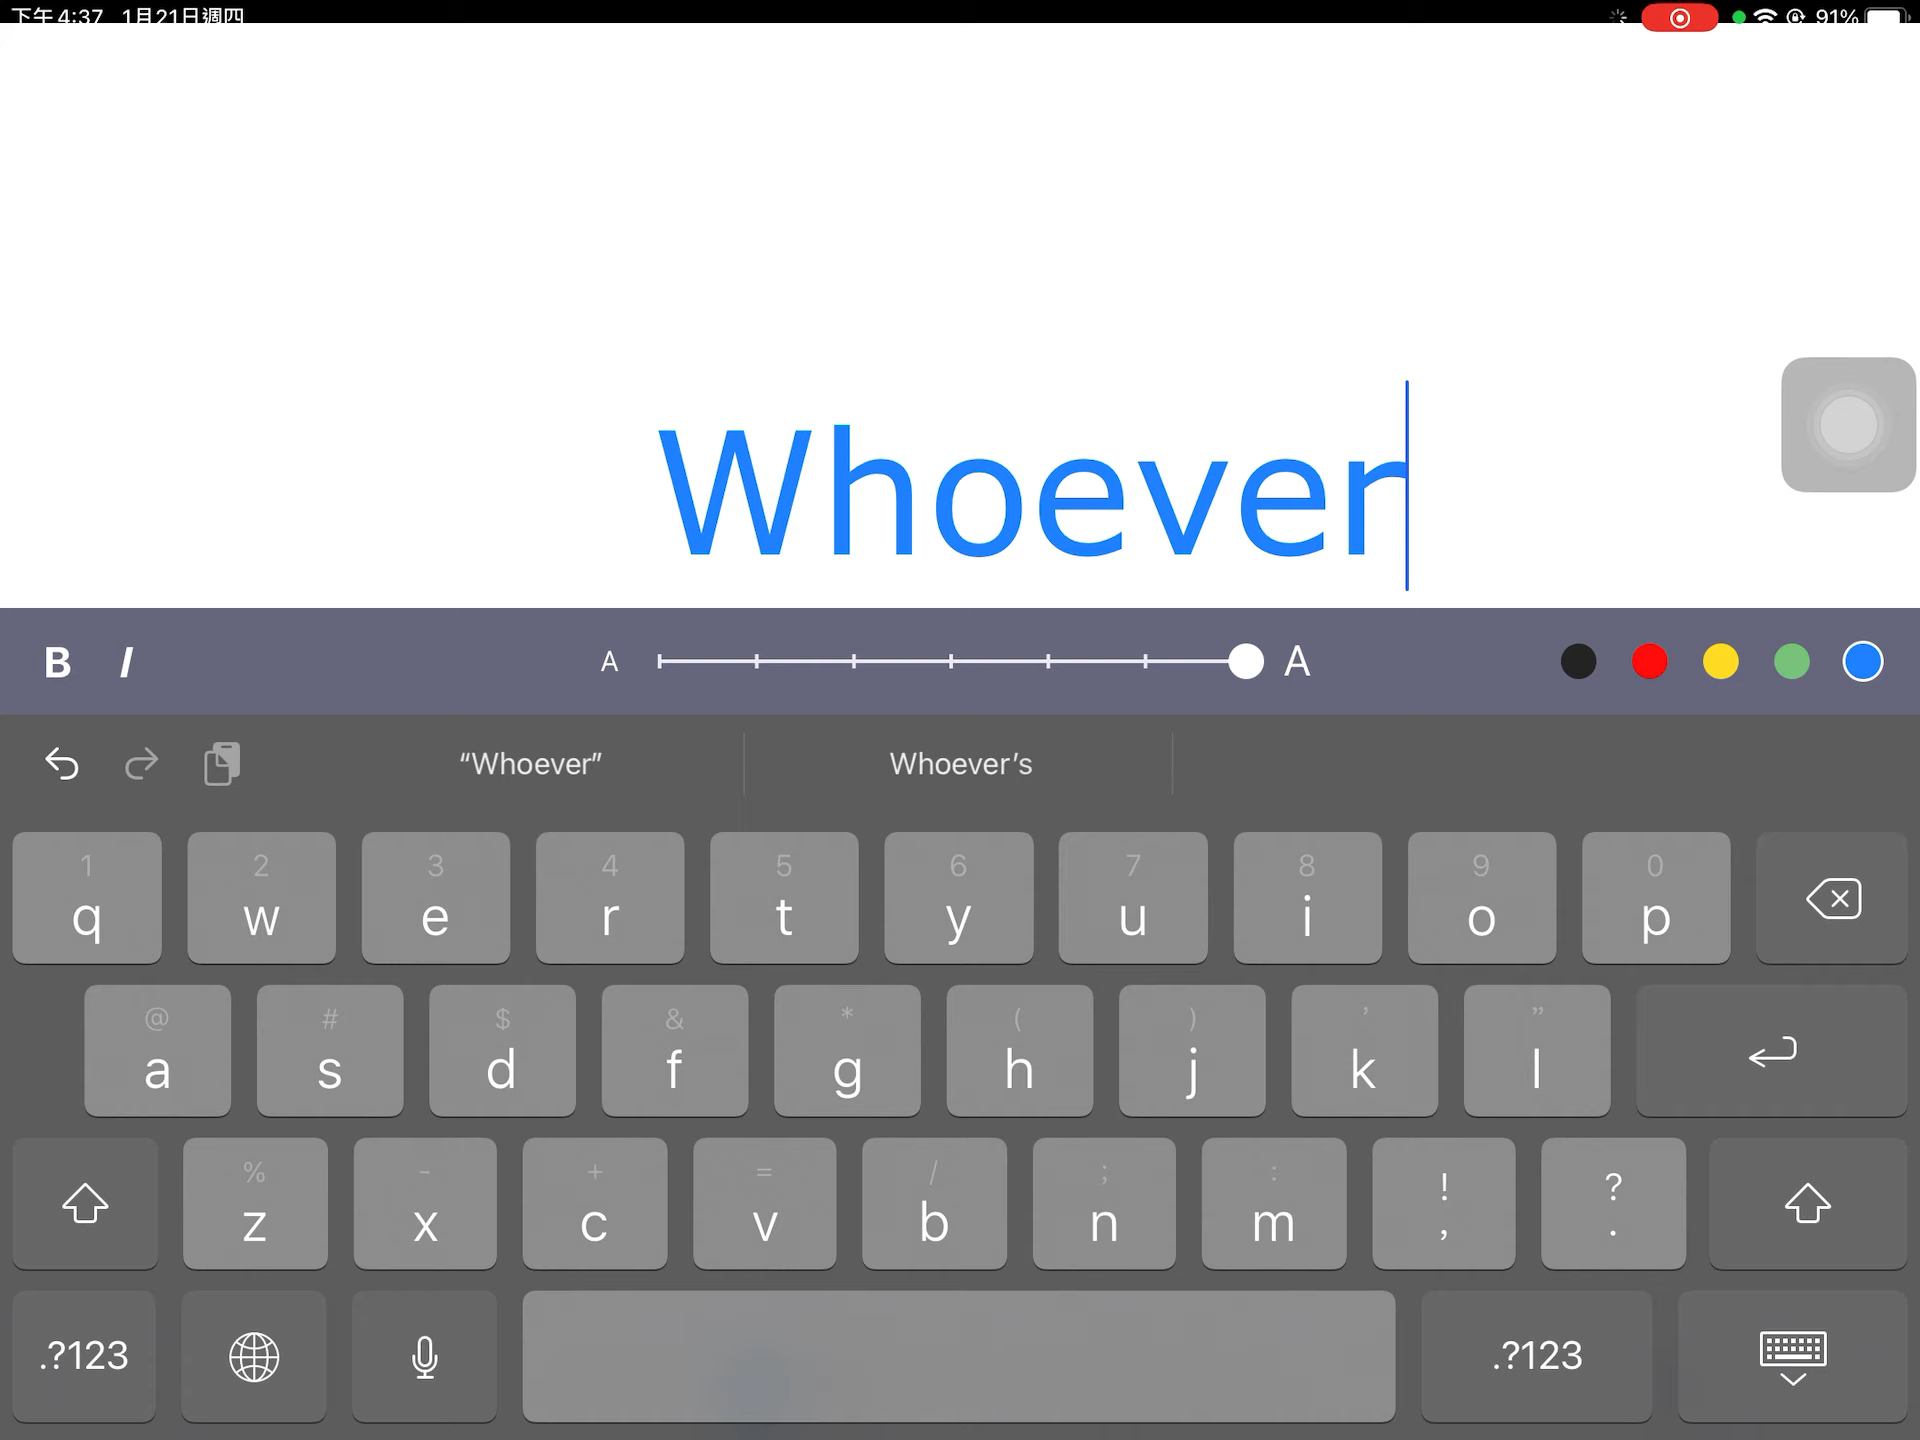 下午4:37 1月21日週四 91%
Whoever
B I A A
“Whoever” Whoever’s
1 2 3 4 5 6 7 8 9 0
q w e r t y u i o p
@ # $ & * ( ) ’ ”
a s d f g h j k l
% - + = / ; : ! ?
z x c v b n m , .
.?123 .?123